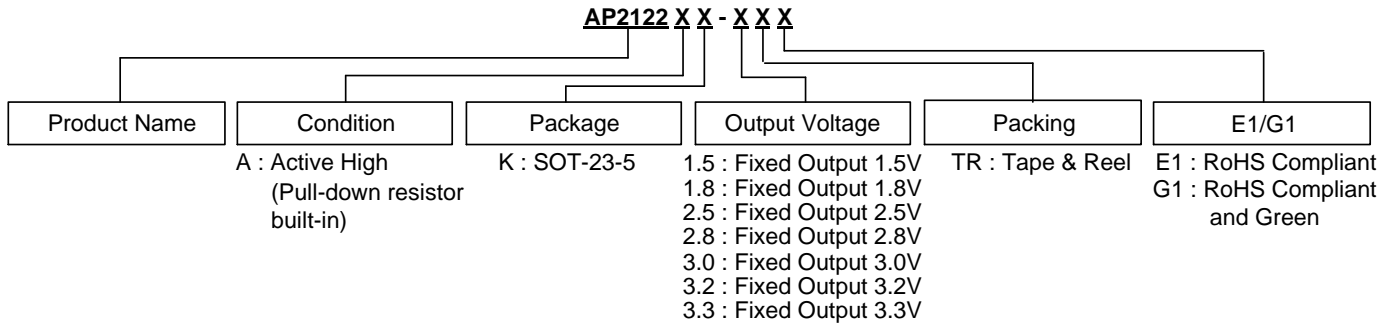 AP2122 X X - X X X
Product Name
Condition
Package
Output Voltage
Packing
E1/G1
A : Active High
(Pull-down resistor
built-in)
K : SOT-23-5
1.5 : Fixed Output 1.5V
1.8 : Fixed Output 1.8V
2.5 : Fixed Output 2.5V
2.8 : Fixed Output 2.8V
3.0 : Fixed Output 3.0V
3.2 : Fixed Output 3.2V
3.3 : Fixed Output 3.3V
TR : Tape & Reel
E1 : RoHS Compliant
G1 : RoHS Compliant
and Green